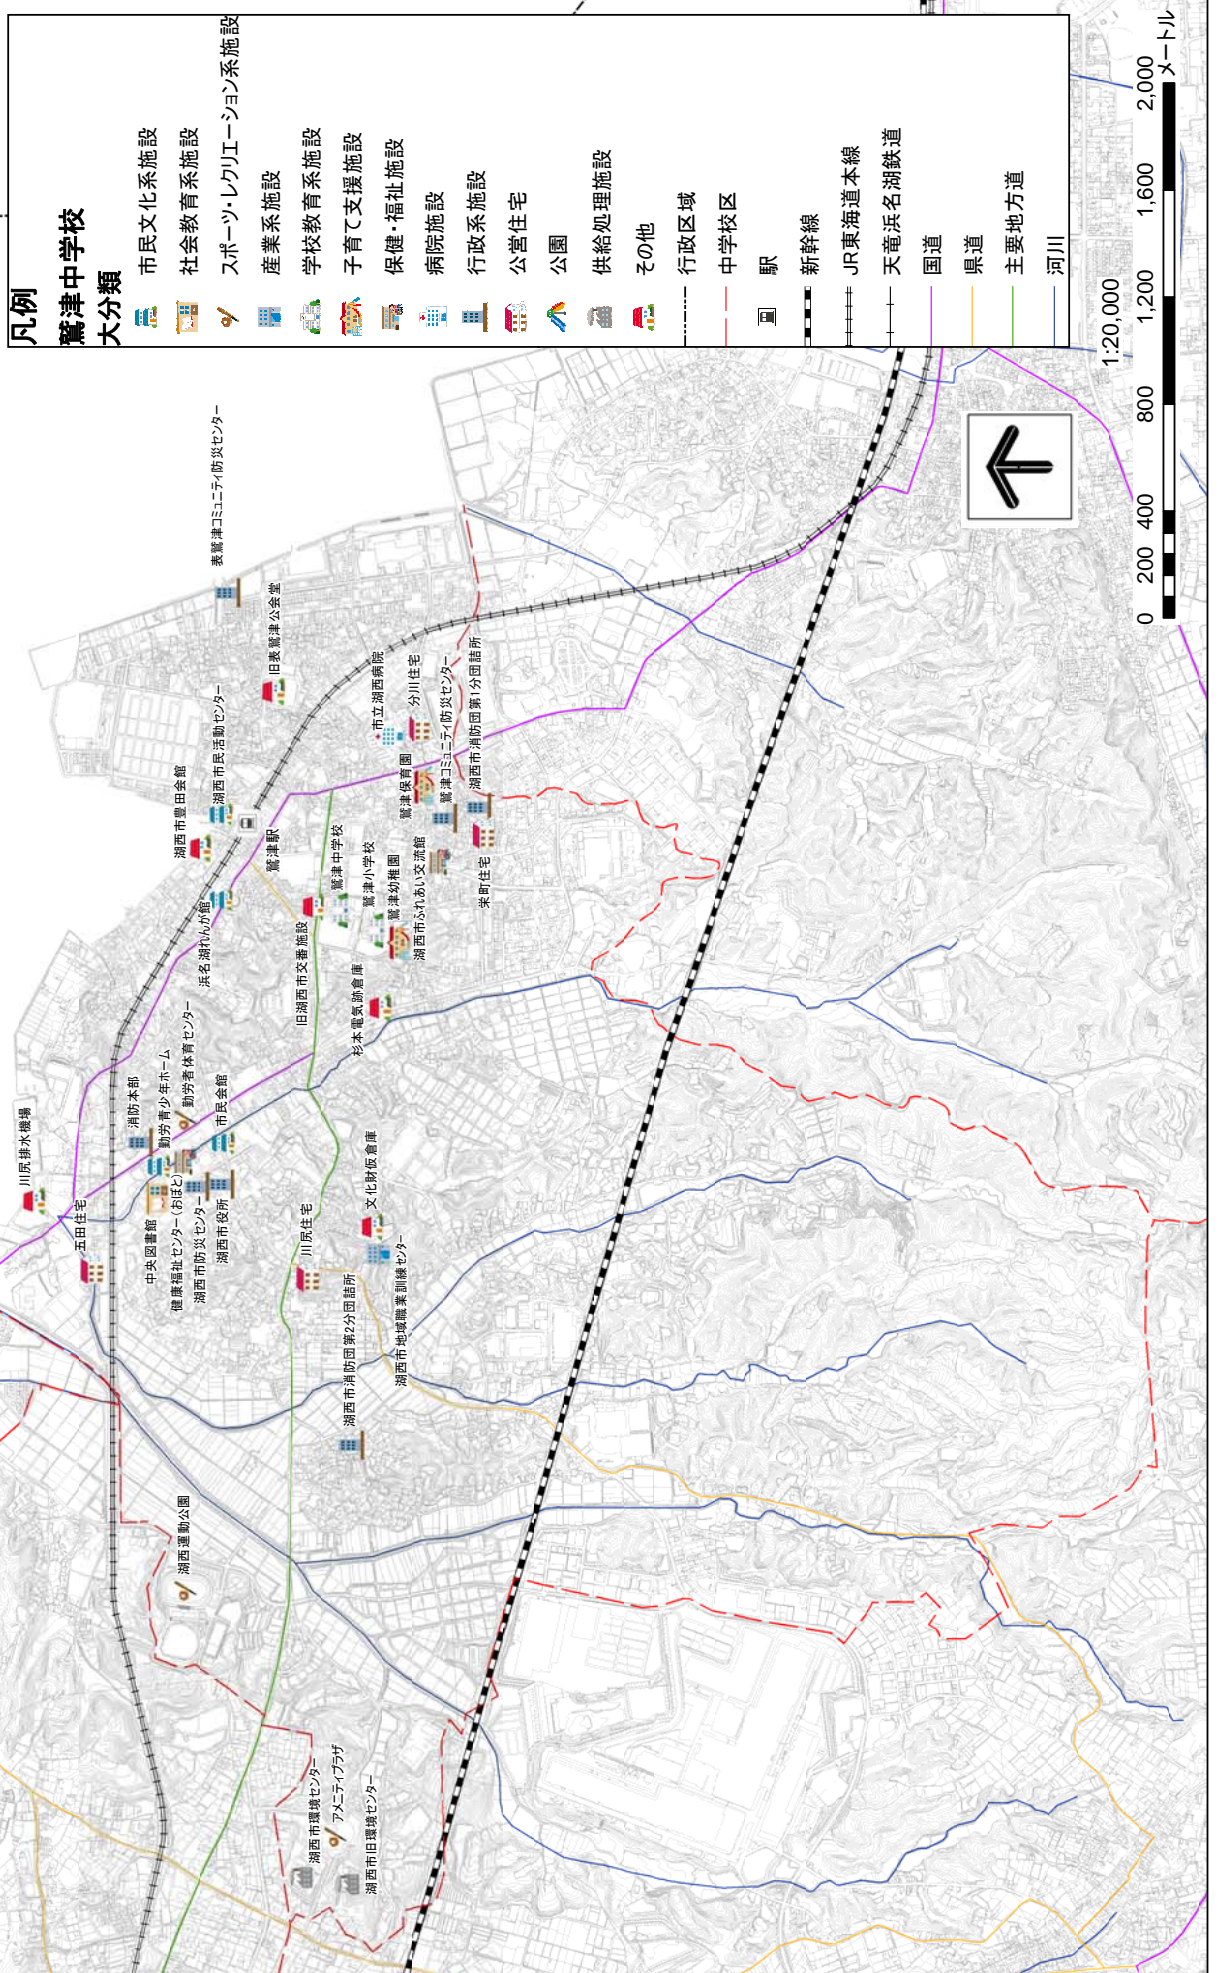 凡例
鷲津中学校
大分類
市民文化系施設
社会教育系施設
スポーツ・レクリエーション系施設
産業系施設
学校教育系施設
子育て支援施設
保健・福祉施設
病院施設
行政系施設
公営住宅
公園
供給処理施設
その他
行政区域
中学校区
駅
新幹線
JR東海道本線
天竜浜名湖鉄道
国道
県道
主要地方道
河川
1:20,000
0 200 400 800 1,200 1,600 2,000
メートル
川尻排水機場
五田住宅
消防本部
勤労青少年ホーム
勤労者体育センター
市民会館
中央図書館
健康福祉センター(おぼと)
湖西市防災センター
湖西市役所
湖西市豊田会館
湖西市民活動センター
浜名湖れんが館
鷲津駅
表鷲津コミュニティ防災センター
旧表鷲津公会堂
旧湖西市交番施設
鷲津中学校
鷲津小学校
鷲津幼稚園
湖西市ふれあい交流館
杉本電気跡倉庫
市立湖西病院
分川住宅
鷲津保育園
鷲津コミュニティ防災センター
湖西市消防団第1分団詰所
栄町住宅
川尻住宅
文化財仮倉庫
湖西市地域職業訓練センター
湖西市消防団第2分団詰所
湖西運動公園
湖西市環境センター
アメニティプラザ
湖西市旧環境センター